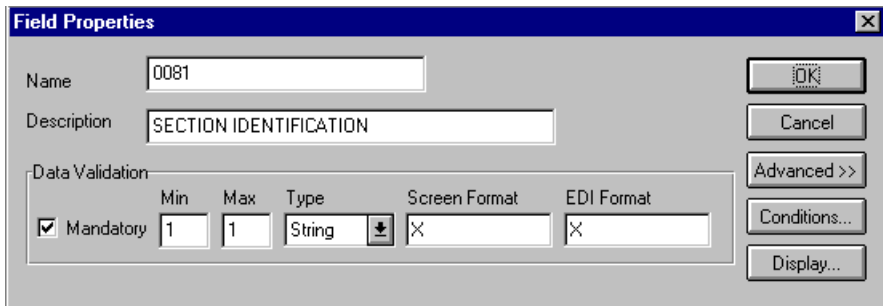 Field Properties
Name 0081 OK
Description SECTION IDENTIFICATION Cancel
Data Validation Advanced >>
Min Max Type Screen Format EDI Format
Mandatory 1 1 String X X Conditions...
Display...